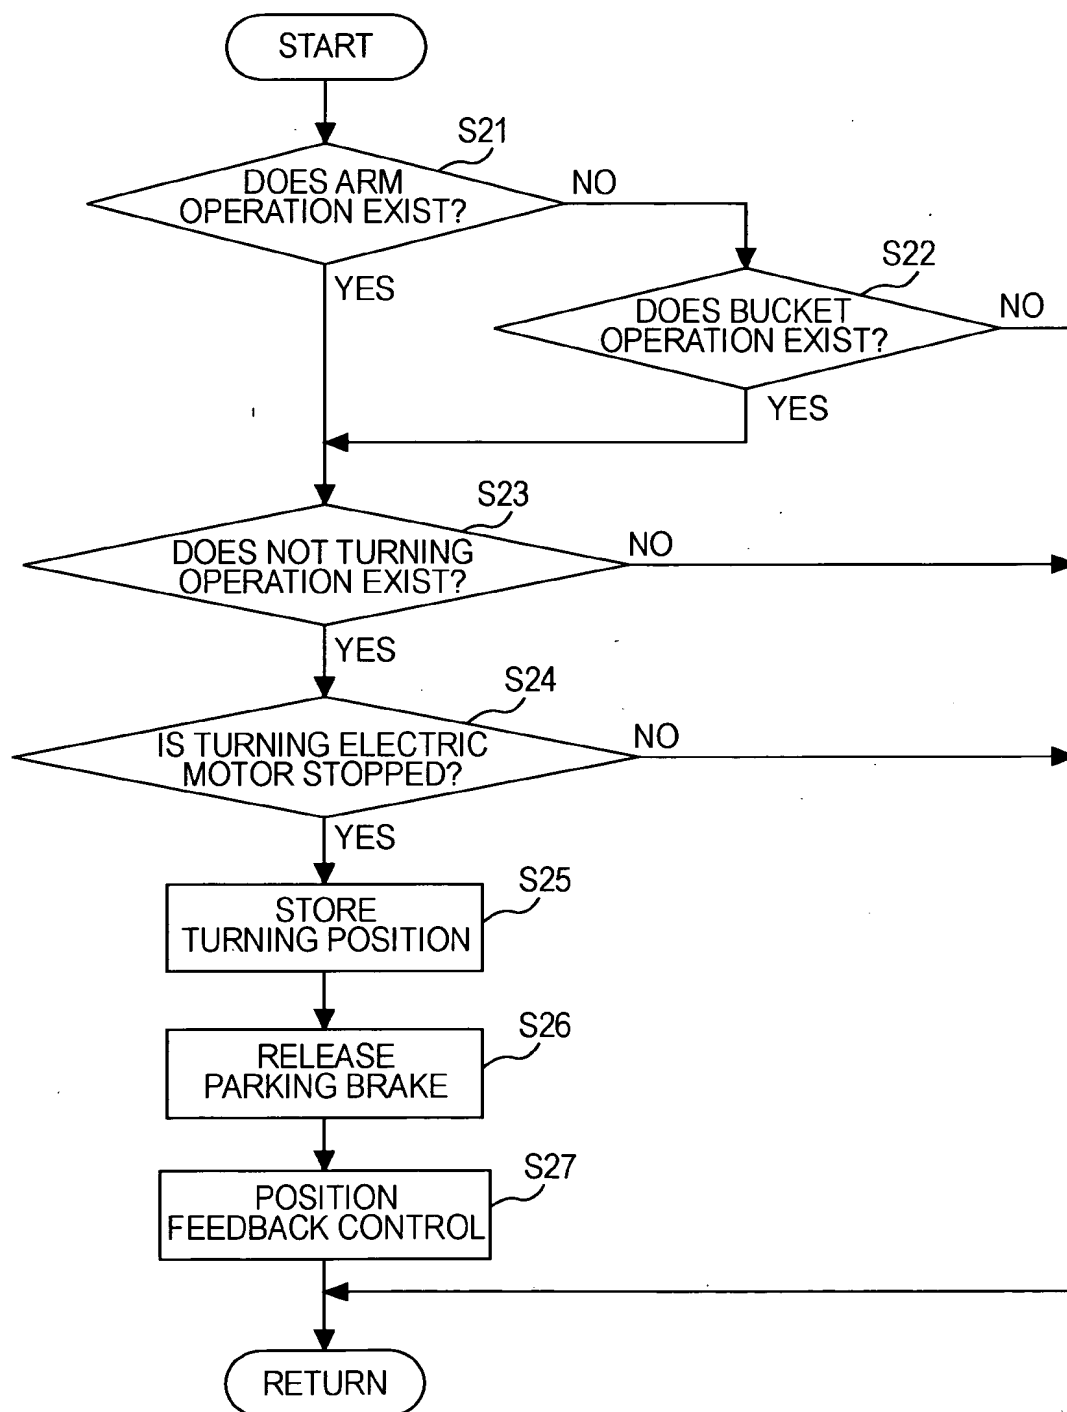 START
S21
DOES ARM
OPERATION EXIST?
NO
YES
S22
DOES BUCKET
OPERATION EXIST?
NO
YES
S23
DOES NOT TURNING
OPERATION EXIST?
NO
YES
S24
IS TURNING ELECTRIC
MOTOR STOPPED?
NO
YES
S25
STORE
TURNING POSITION
S26
RELEASE
PARKING BRAKE
S27
POSITION
FEEDBACK CONTROL
RETURN